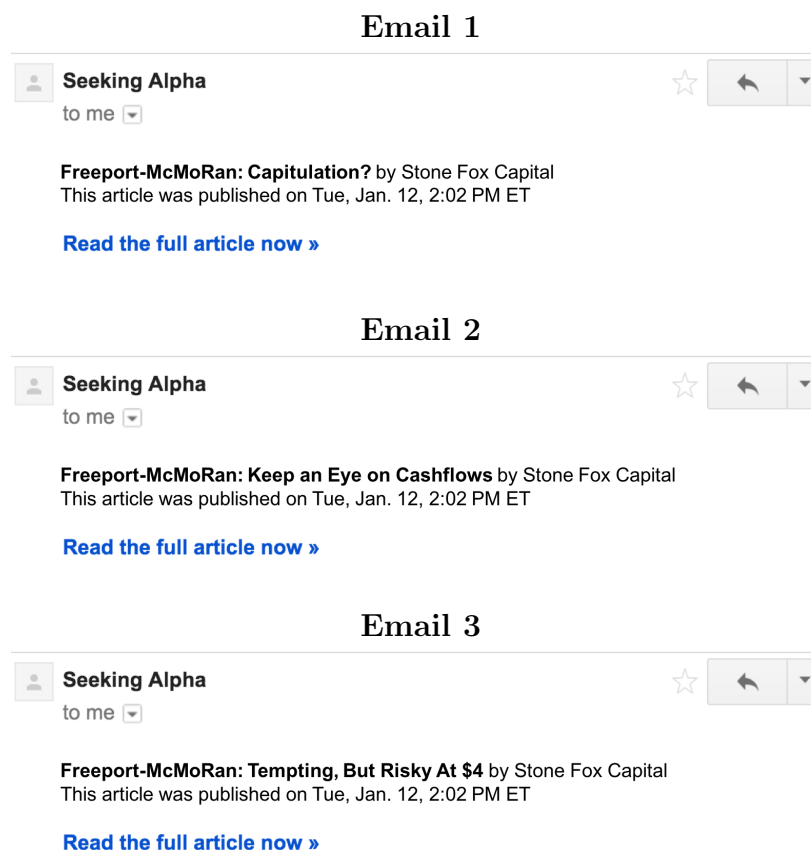 Email 1
Seeking Alpha
to me
Freeport-McMoRan: Capitulation? by Stone Fox Capital
This article was published on Tue, Jan. 12, 2:02 PM ET
Read the full article now »
Email 2
Seeking Alpha
to me
Freeport-McMoRan: Keep an Eye on Cashflows by Stone Fox Capital
This article was published on Tue, Jan. 12, 2:02 PM ET
Read the full article now »
Email 3
Seeking Alpha
to me
Freeport-McMoRan: Tempting, But Risky At $4 by Stone Fox Capital
This article was published on Tue, Jan. 12, 2:02 PM ET
Read the full article now »